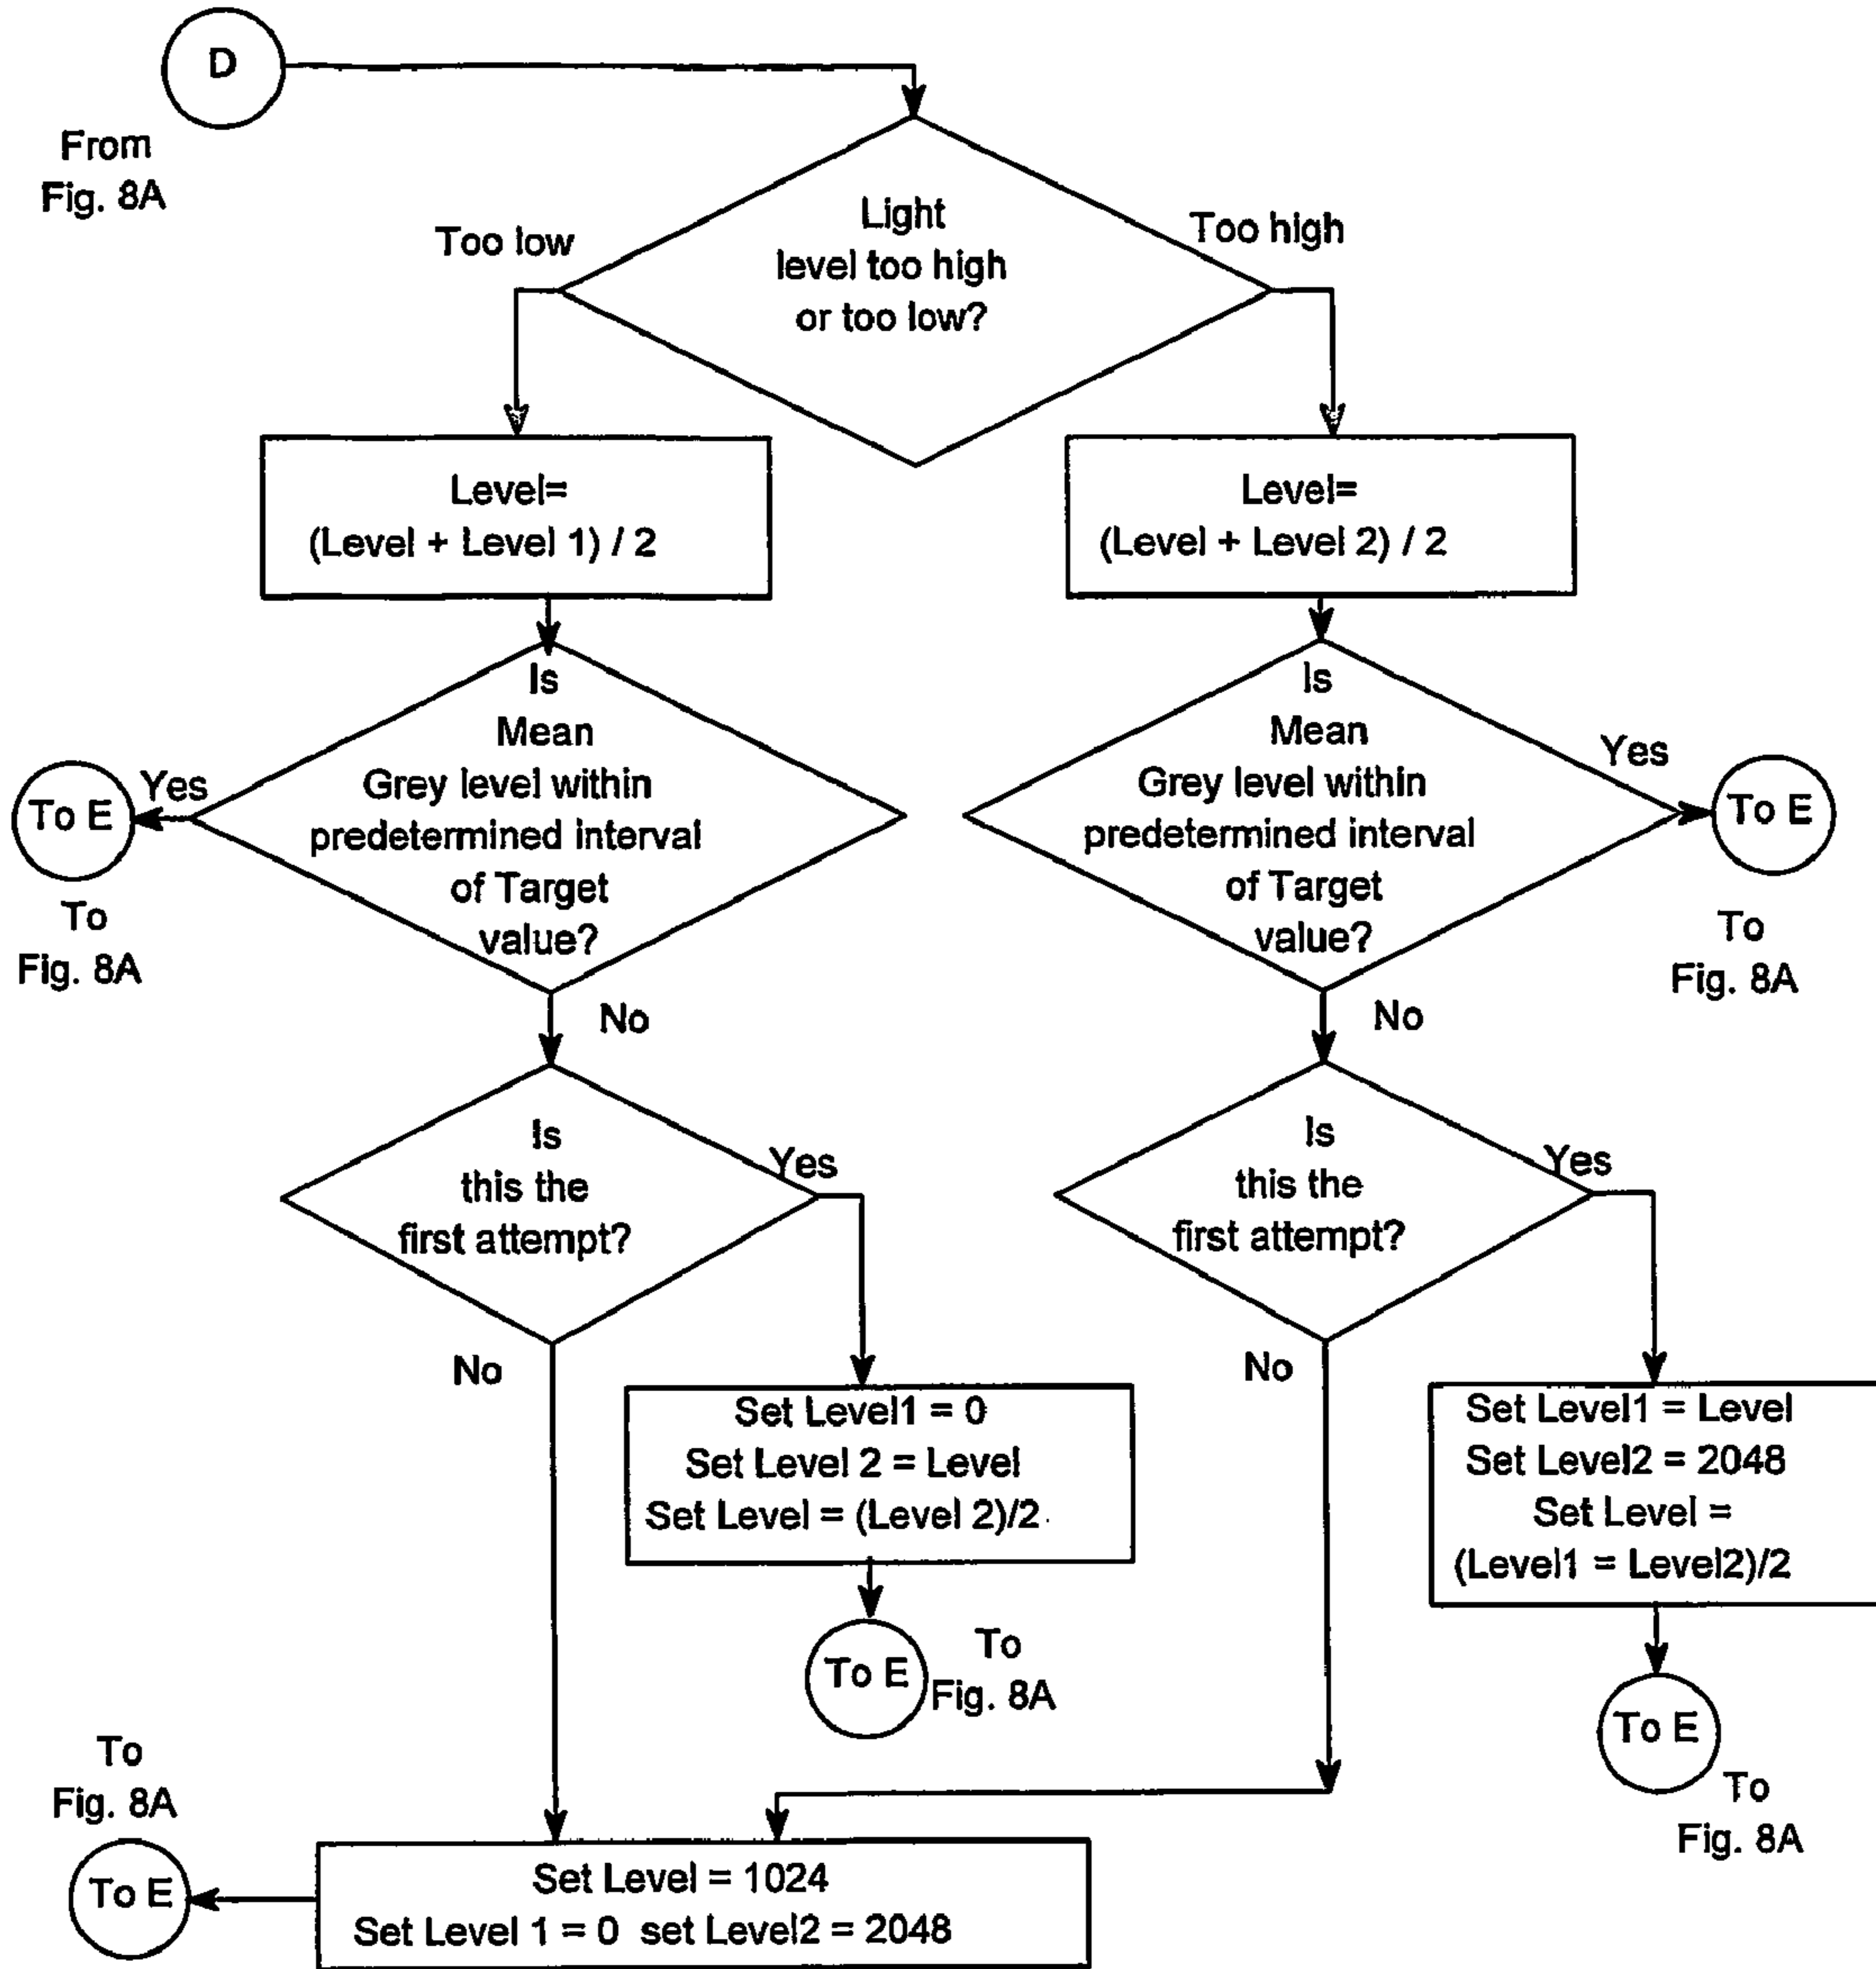 D
From
Fig. 8A
Light
level too high
or too low?
Too low
Too high
Level=
(Level + Level 1) / 2
Level=
(Level + Level 2) / 2
Is
Mean
Grey level within
predetermined interval
of Target
value?
Yes
To E
To
Fig. 8A
No
Is
Mean
Grey level within
predetermined interval
of Target
value?
Yes
To E
To
Fig. 8A
No
Is
this the
first attempt?
Yes
No
Is
this the
first attempt?
Yes
No
Set Level1 = 0
Set Level 2 = Level
Set Level = (Level 2)/2
To E
To
Fig. 8A
Set Level1 = Level
Set Level2 = 2048
Set Level =
(Level1 = Level2)/2
To E
To
Fig. 8A
To
Fig. 8A
To E
Set Level = 1024
Set Level 1 = 0 set Level2 = 2048